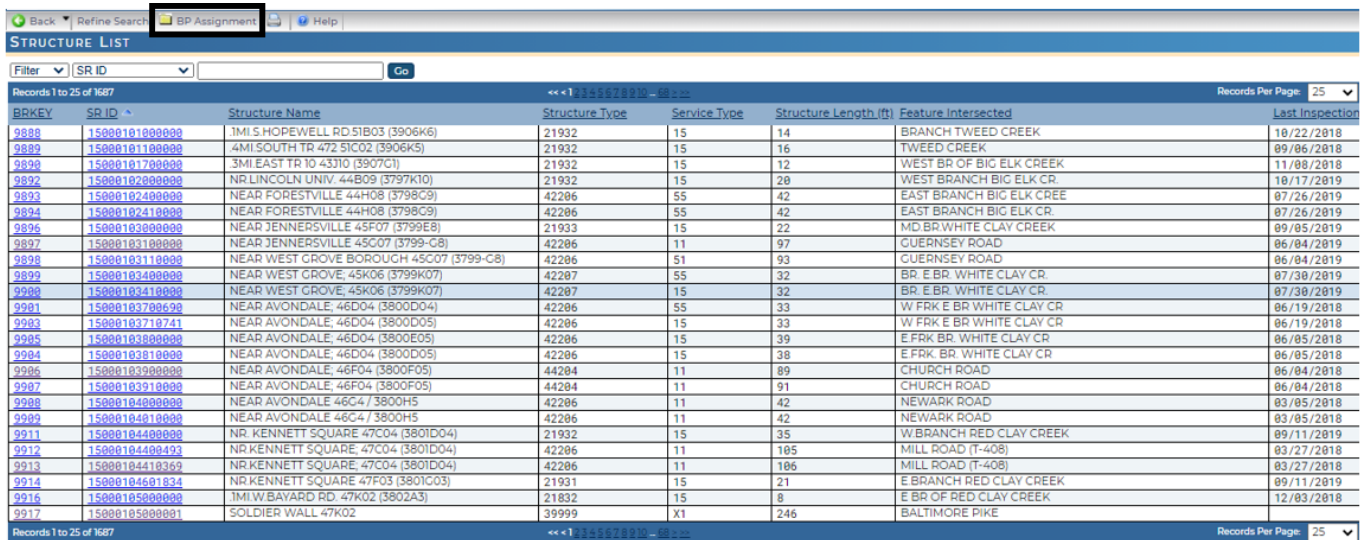 Back Refine Search BP Assignment Help
STRUCTURE LIST
Filter SR ID Go
Records 1 to 25 of 1687 << < 1 2 3 4 5 6 7 8 9 10 ... 68 > >> Records Per Page: 25
BRKEY SR ID Structure Name Structure Type Service Type Structure Length (ft) Feature Intersected Last Inspection
9888 15000101000000 .1MI.S.HOPEWELL RD.51B03 (3906K6) 21932 15 14 BRANCH TWEED CREEK 10/22/2018
9889 15000101100000 .4MI.SOUTH TR 472 51C02 (3906K5) 21932 15 16 TWEED CREEK 09/06/2018
9890 15000101700000 .3MI.EAST TR 10 43J10 (3907G1) 21932 15 12 WEST BR OF BIG ELK CREEK 11/08/2018
9892 15000102000000 NR.LINCOLN UNIV. 44B09 (3797K10) 21932 15 20 WEST BRANCH BIG ELK CR. 10/17/2019
9893 15000102400000 NEAR FORESTVILLE 44H08 (3798G9) 42206 55 42 EAST BRANCH BIG ELK CREE 07/26/2019
9894 15000102410000 NEAR FORESTVILLE 44H08 (3798G9) 42206 55 42 EAST BRANCH BIG ELK CR. 07/26/2019
9896 15000103000000 NEAR JENNERSVILLE 45F07 (3799E8) 21933 15 22 MD.BR.WHITE CLAY CREEK 09/05/2019
9897 15000103100000 NEAR JENNERSVILLE 45G07 (3799-G8) 42206 11 97 GUERNSEY ROAD 06/04/2019
9898 15000103110000 NEAR WEST GROVE BOROUGH 45G07 (3799-G8) 42206 51 93 GUERNSEY ROAD 06/04/2019
9899 15000103400000 NEAR WEST GROVE; 45K06 (3799K07) 42207 55 32 BR. E.BR. WHITE CLAY CR. 07/30/2019
9900 15000103410000 NEAR WEST GROVE; 45K06 (3799K07) 42207 15 32 BR. E.BR. WHITE CLAY CR. 07/30/2019
9901 15000103700690 NEAR AVONDALE; 46D04 (3800D04) 42206 55 33 W FRK E BR WHITE CLAY CR 06/19/2018
9903 15000103710741 NEAR AVONDALE; 46D04 (3800D05) 42206 15 33 W FRK E BR WHITE CLAY CR 06/19/2018
9905 15000103800000 NEAR AVONDALE; 46D04 (3800E05) 42206 15 39 E.FRK BR. WHITE CLAY CR 06/05/2018
9904 15000103810000 NEAR AVONDALE; 46D04 (3800D05) 42206 15 38 E.FRK. BR. WHITE CLAY CR 06/05/2018
9906 15000103900000 NEAR AVONDALE; 46F04 (3800F05) 44204 11 89 CHURCH ROAD 06/04/2018
9907 15000103910000 NEAR AVONDALE; 46F04 (3800F05) 44204 11 91 CHURCH ROAD 06/04/2018
9908 15000104000000 NEAR AVONDALE 46G4 / 3800H5 42206 11 42 NEWARK ROAD 03/05/2018
9909 15000104010000 NEAR AVONDALE 46G4 / 3800H5 42206 11 42 NEWARK ROAD 03/05/2018
9911 15000104400000 NR. KENNETT SQUARE 47C04 (3801D04) 21932 15 35 W.BRANCH RED CLAY CREEK 09/11/2019
9912 15000104400493 NR.KENNETT SQUARE; 47C04 (3801D04) 42206 11 105 MILL ROAD (T-408) 03/27/2018
9913 15000104410369 NR.KENNETT SQUARE; 47C04 (3801D04) 42206 11 106 MILL ROAD (T-408) 03/27/2018
9914 15000104601834 NR.KENNETT SQUARE 47F03 (3801G03) 21931 15 21 E.BRANCH RED CLAY CREEK 09/11/2019
9916 15000105000000 .1MI.W.BAYARD RD. 47K02 (3802A3) 21832 15 8 E BR OF RED CLAY CREEK 12/03/2018
9917 15000105000001 SOLDIER WALL 47K02 39999 X1 246 BALTIMORE PIKE
Records 1 to 25 of 1687 << < 1 2 3 4 5 6 7 8 9 10 ... 68 > >> Records Per Page: 25